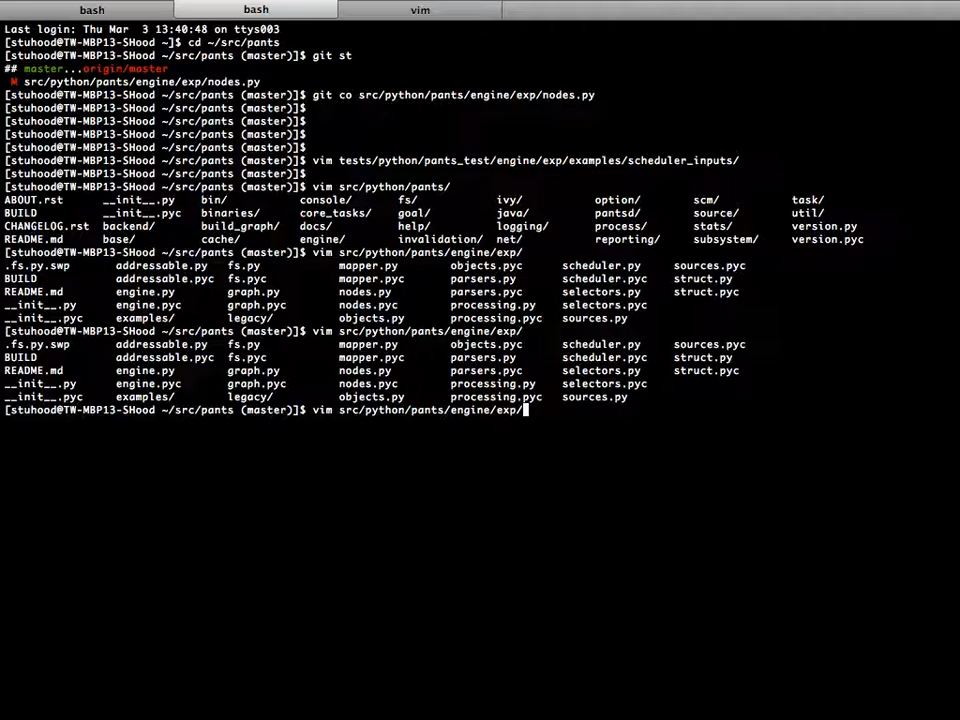 bash bash vim
Last login: Thu Mar  3 13:40:48 on ttys003
[stuhood@TW-MBP13-SHood ~]$ cd ~/src/pants
[stuhood@TW-MBP13-SHood ~/src/pants (master)]$ git st
## master...origin/master
 M src/python/pants/engine/exp/nodes.py
[stuhood@TW-MBP13-SHood ~/src/pants (master)]$ git co src/python/pants/engine/exp/nodes.py
[stuhood@TW-MBP13-SHood ~/src/pants (master)]$
[stuhood@TW-MBP13-SHood ~/src/pants (master)]$
[stuhood@TW-MBP13-SHood ~/src/pants (master)]$
[stuhood@TW-MBP13-SHood ~/src/pants (master)]$
[stuhood@TW-MBP13-SHood ~/src/pants (master)]$ vim tests/python/pants_test/engine/exp/examples/scheduler_inputs/
[stuhood@TW-MBP13-SHood ~/src/pants (master)]$
[stuhood@TW-MBP13-SHood ~/src/pants (master)]$ vim src/python/pants/
ABOUT.rst __init__.py bin/ console/ fs/ ivy/ option/ scm/ task/
BUILD __init__.pyc binaries/ core_tasks/ goal/ java/ pantsd/ source/ util/
CHANGELOG.rst backend/ build_graph/ docs/ help/ logging/ process/ stats/ version.py
README.md base/ cache/ engine/ invalidation/ net/ reporting/ subsystem/ version.pyc
[stuhood@TW-MBP13-SHood ~/src/pants (master)]$ vim src/python/pants/engine/exp/
.fs.py.swp addressable.py fs.py mapper.py objects.pyc scheduler.py sources.pyc
BUILD addressable.pyc fs.pyc mapper.pyc parsers.py scheduler.pyc struct.py
README.md engine.py graph.py nodes.py parsers.pyc selectors.py struct.pyc
__init__.py engine.pyc graph.pyc nodes.pyc processing.py selectors.pyc
__init__.pyc examples/ legacy/ objects.py processing.pyc sources.py
[stuhood@TW-MBP13-SHood ~/src/pants (master)]$ vim src/python/pants/engine/exp/
.fs.py.swp addressable.py fs.py mapper.py objects.pyc scheduler.py sources.pyc
BUILD addressable.pyc fs.pyc mapper.pyc parsers.py scheduler.pyc struct.py
README.md engine.py graph.py nodes.py parsers.pyc selectors.py struct.pyc
__init__.py engine.pyc graph.pyc nodes.pyc processing.py selectors.pyc
__init__.pyc examples/ legacy/ objects.py processing.pyc sources.py
[stuhood@TW-MBP13-SHood ~/src/pants (master)]$ vim src/python/pants/engine/exp/